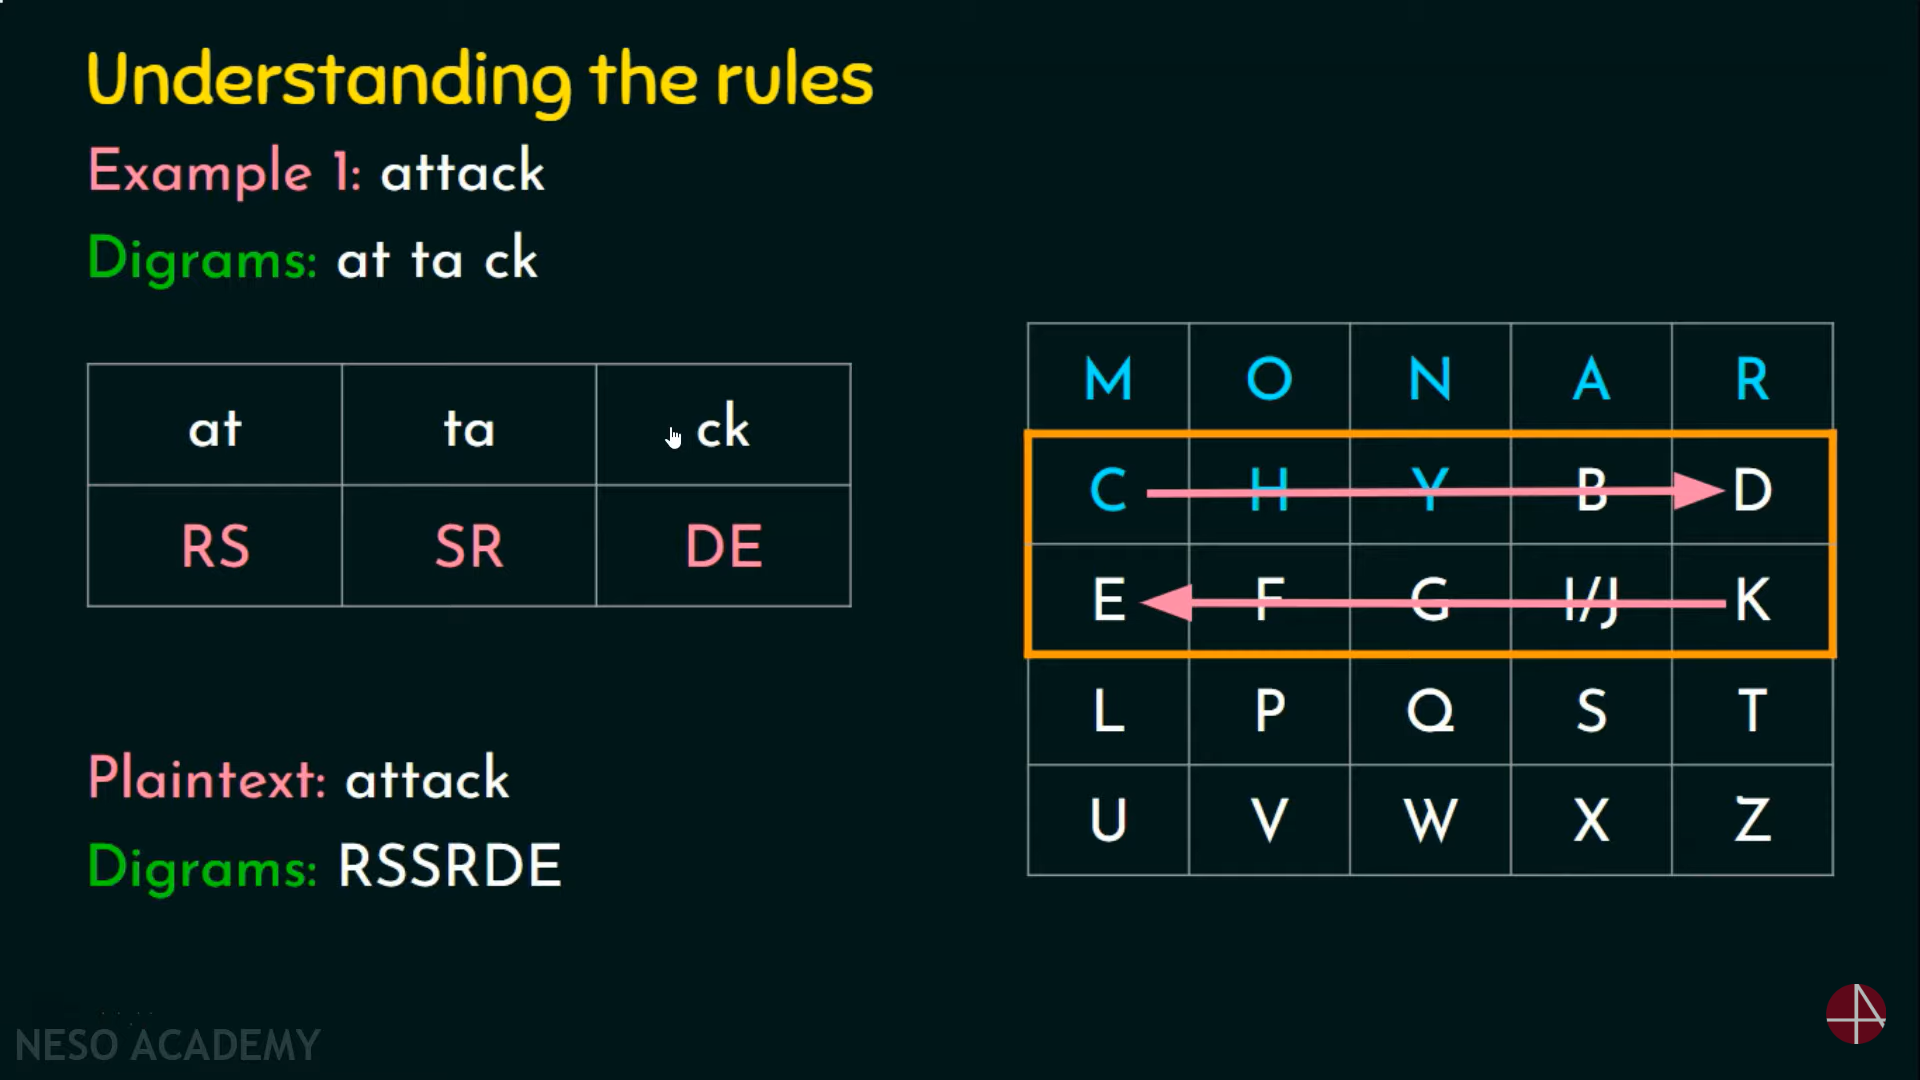 Understanding the rules
Example 1: attack
Digrams: at ta ck
at ta ck
RS SR DE
Plaintext: attack
Digrams: RSSRDE
M O N A R
C H Y B D
E F G I/J K
L P Q S T
U V W X Z
NESO ACADEMY